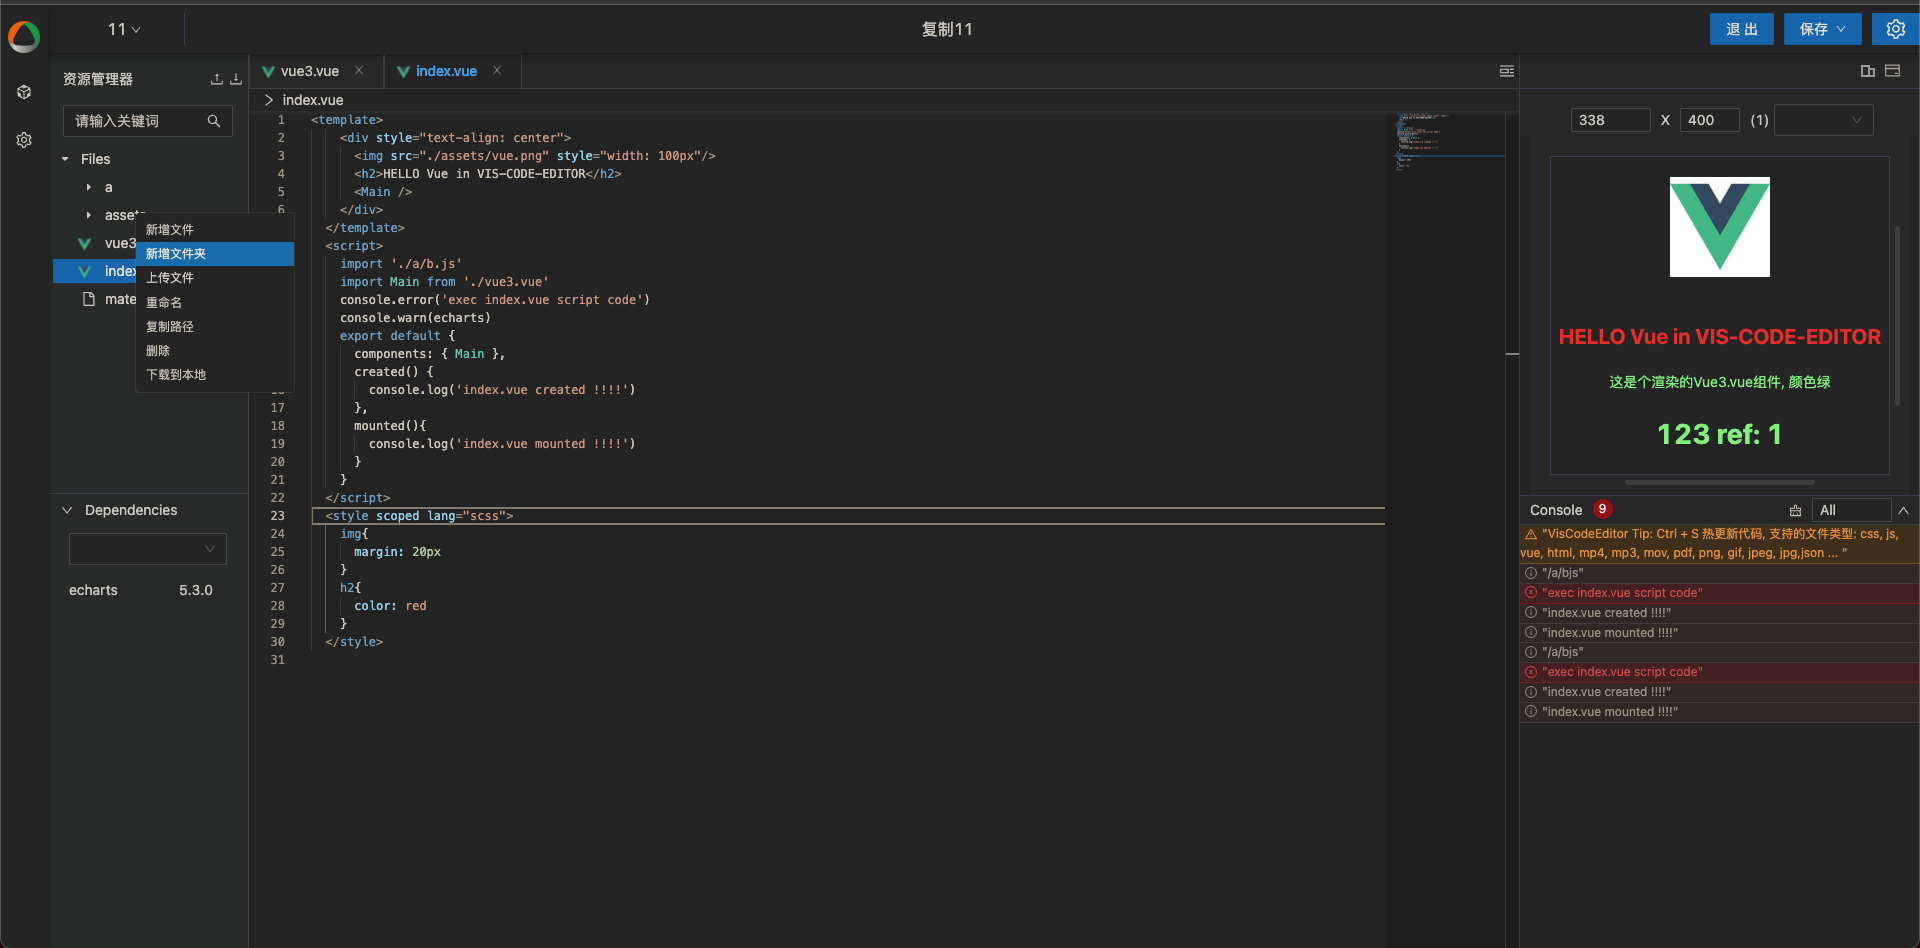 11
复制11
退 出
保存
资源管理器
请输入关键词
Files
a
assets
vue3
index
mate
新增文件
新增文件夹
上传文件
重命名
复制路径
删除
下载到本地
Dependencies
echarts 5.3.0
vue3.vue
index.vue
index.vue
1 <template>
2 <div style="text-align: center">
3 <img src="./assets/vue.png" style="width: 100px"/>
4 <h2>HELLO Vue in VIS-CODE-EDITOR</h2>
5 <Main />
6 </div>
</template>
<script>
import './a/b.js'
import Main from './vue3.vue'
console.error('exec index.vue script code')
console.warn(echarts)
export default {
components: { Main },
created() {
console.log('index.vue created !!!!')
17 },
18 mounted(){
19 console.log('index.vue mounted !!!!')
20 }
21 }
22 </script>
23 <style scoped lang="scss">
24 img{
25 margin: 20px
26 }
27 h2{
28 color: red
29 }
30 </style>
31
338 X 400 (1)
HELLO Vue in VIS-CODE-EDITOR
这是个渲染的Vue3.vue组件, 颜色绿
123 ref: 1
Console 9 All
"VisCodeEditor Tip: Ctrl + S 热更新代码, 支持的文件类型: css, js,
vue, html, mp4, mp3, mov, pdf, png, gif, jpeg, jpg,json ... "
"/a/bjs"
"exec index.vue script code"
"index.vue created !!!!"
"index.vue mounted !!!!"
"/a/bjs"
"exec index.vue script code"
"index.vue created !!!!"
"index.vue mounted !!!!"